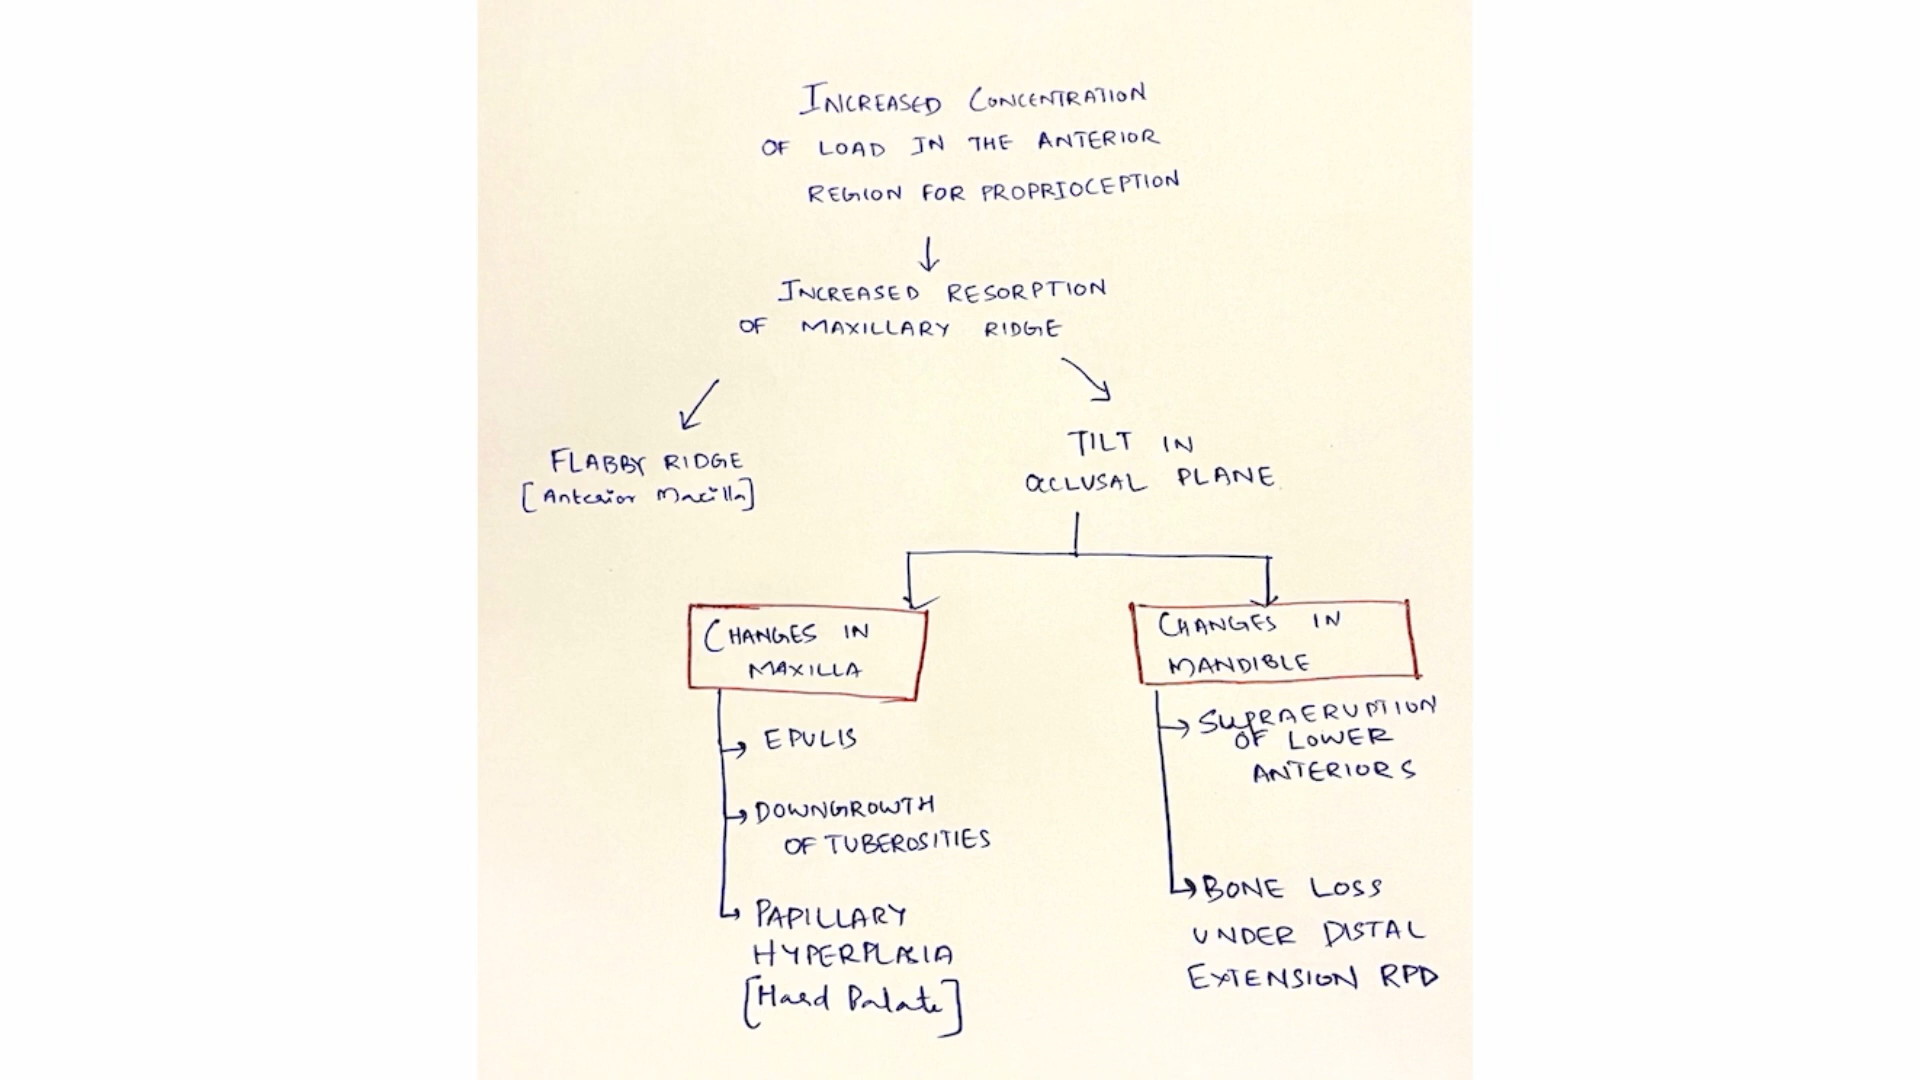 INCREASED CONCENTRATION
OF LOAD IN THE ANTERIOR
REGION FOR PROPRIOCEPTION
INCREASED RESORPTION
OF MAXILLARY RIDGE
FLABBY RIDGE
[Anterior Maxilla]
TILT IN
OCCLUSAL PLANE
CHANGES IN
MAXILLA
EPULIS
DOWNGROWTH
OF TUBEROSITIES
PAPILLARY
HYPERPLASIA
[Hard Palate]
CHANGES IN
MANDIBLE
SUPRAERUPTION
OF LOWER
ANTERIORS
BONE LOSS
UNDER DISTAL
EXTENSION RPD